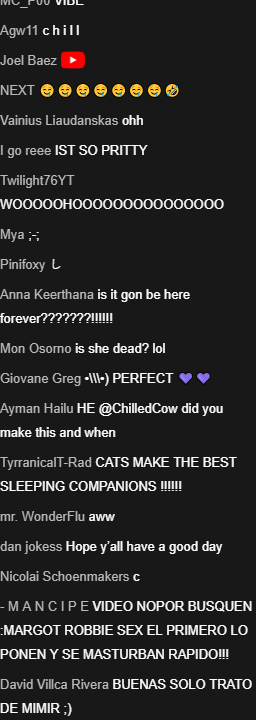 MC_F00 VIBE
Agw11 c h i l l
Joel Baez
NEXT 😊😊😊😊😊😊😊🤣
Vainius Liaudanskas ohh
I go reee IST SO PRITTY
Twilight76YT
WOOOOOHOOOOOOOOOOOOOOO
Mya ;-;
Pinifoxy し
Anna Keerthana is it gon be here
forever???????!!!!!!
Mon Osorno is she dead? lol
Giovane Greg •\\\•) PERFECT 💜💜
Ayman Hailu HE @ChilledCow did you
make this and when
TyrranicalT-Rad CATS MAKE THE BEST
SLEEPING COMPANIONS !!!!!!
mr. WonderFlu aww
dan jokess Hope y'all have a good day
Nicolai Schoenmakers c
- M A N C I P E VIDEO NOPOR BUSQUEN
:MARGOT ROBBIE SEX EL PRIMERO LO
PONEN Y SE MASTURBAN RAPIDO!!!
David Villca Rivera BUENAS SOLO TRATO
DE MIMIR ;)